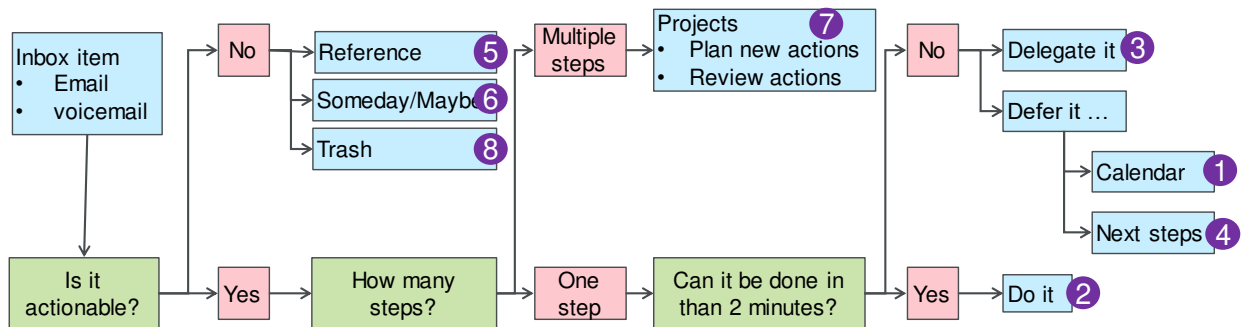 Inbox item
• Email
• voicemail
Is it
actionable?
No
Yes
Reference
5
Someday/Maybe
6
Trash
8
How many
steps?
Multiple
steps
One
step
Projects
7
• Plan new actions
• Review actions
Can it be done in
than 2 minutes?
No
Yes
Delegate it
3
Defer it …
Calendar
1
Next steps
4
Do it
2